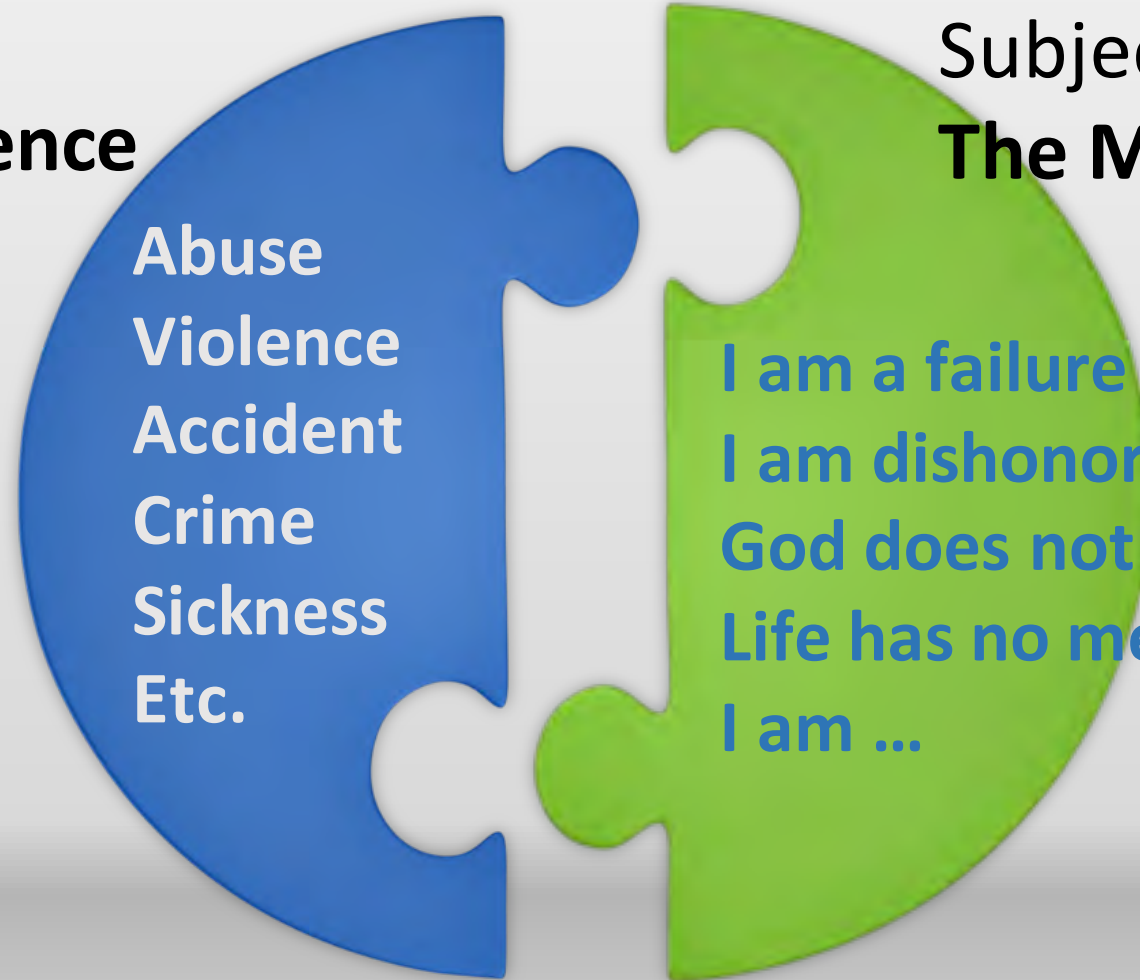 ence
Abuse
Violence
Accident
Crime
Sickness
Etc.
Subjec
The M
I am a failure
I am dishonor
God does not
Life has no me
I am ...